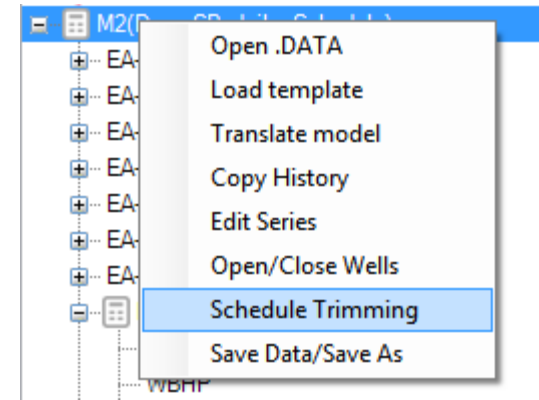 M2(
Open .DATA
EA-
Load template
EA-
Translate model
EA-
Copy History
EA-
EA-
Edit Series
EA-
Open/Close Wells
EA-
Schedule Trimming
Save Data/Save As
WBHP